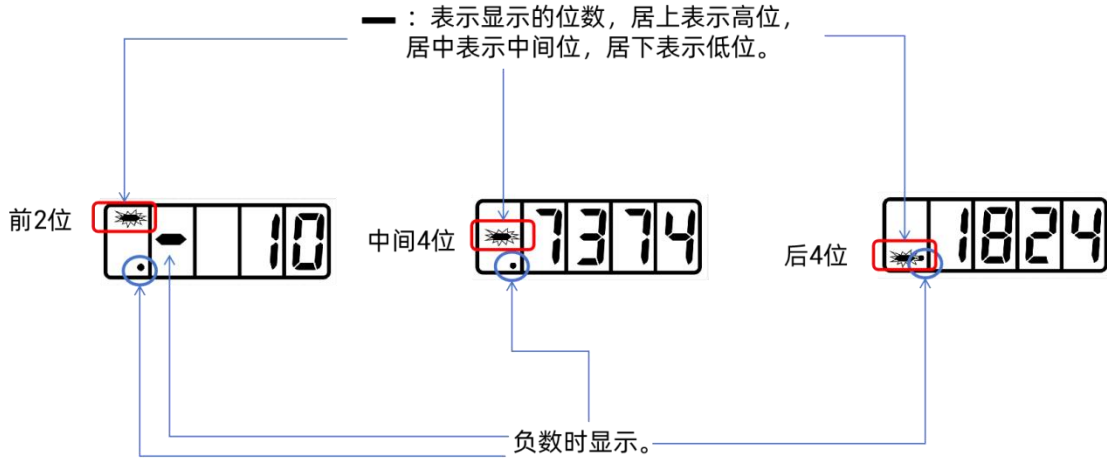 ━ ：表示显示的位数，居上表示高位，
居中表示中间位，居下表示低位。
前2位
- 10
中间4位
7374
后4位
1824
负数时显示。